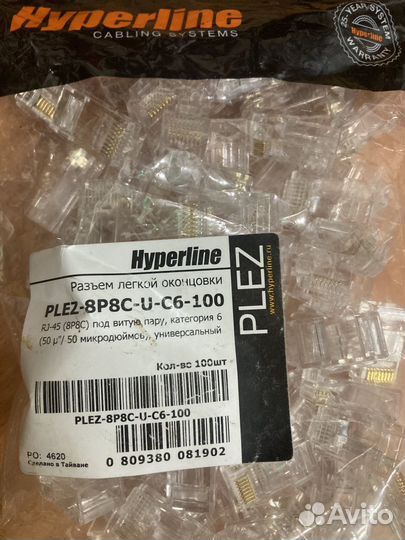 Hyperline
CABLING SYSTEMS
25-YEAR SYSTEM
Hyperline
WARRANTY
Hyperline
Разъем легкой оконцовки
PLEZ-8P8C-U-C6-100
RJ-45 (8P8C) под витую пару, категория 6
(50 µ"/ 50 микродюймов), универсальный
Кол-во 100шт
PLEZ-8P8C-U-C6-100
0 809380 081902
PO: 4620
Сделано в Тайване
PLEZ
www.hyperline.ru
Avito